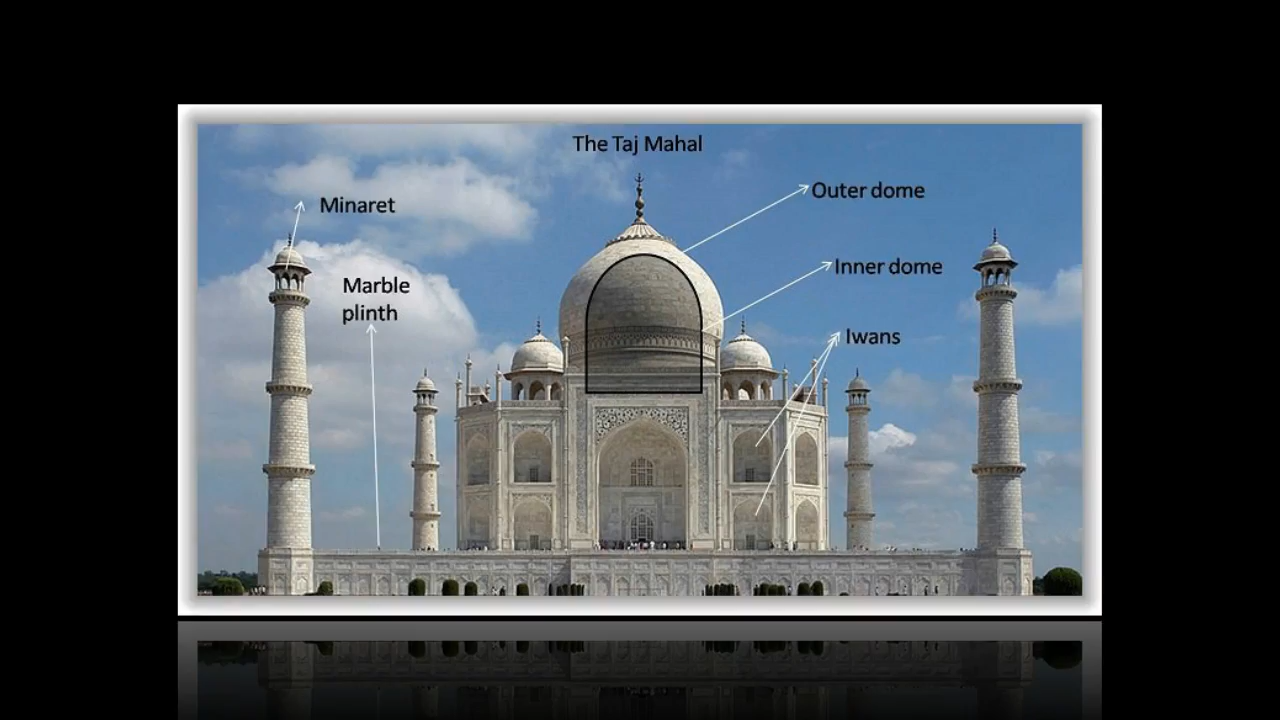 The Taj Mahal
Outer dome
Minaret
Inner dome
Marble
plinth
Iwans